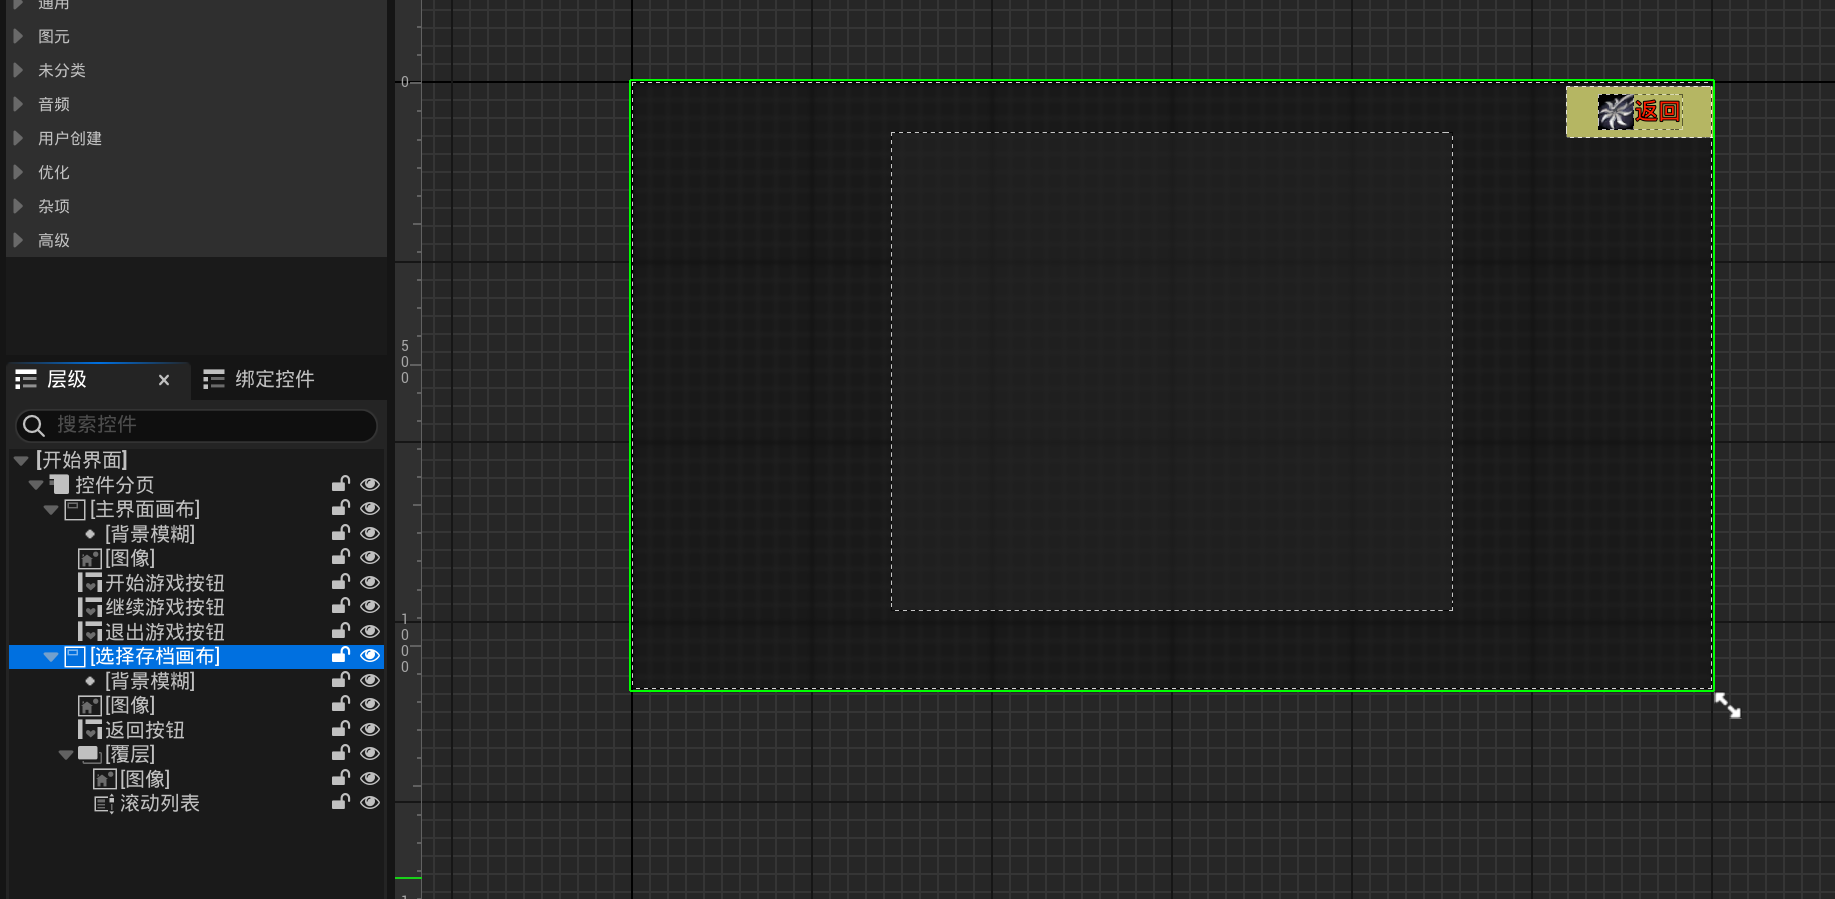 通用
图元
未分类
音频
用户创建
优化
杂项
高级
层级
绑定控件
搜索控件
[开始界面]
控件分页
[主界面画布]
[背景模糊]
[图像]
开始游戏按钮
继续游戏按钮
退出游戏按钮
[选择存档画布]
[背景模糊]
[图像]
返回按钮
[覆层]
[图像]
滚动列表
0
500
1000
返回